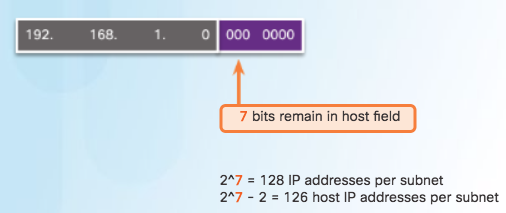 192. 168. 1. 0 000 0000
7 bits remain in host field
2^7 = 128 IP addresses per subnet
2^7 - 2 = 126 host IP addresses per subnet